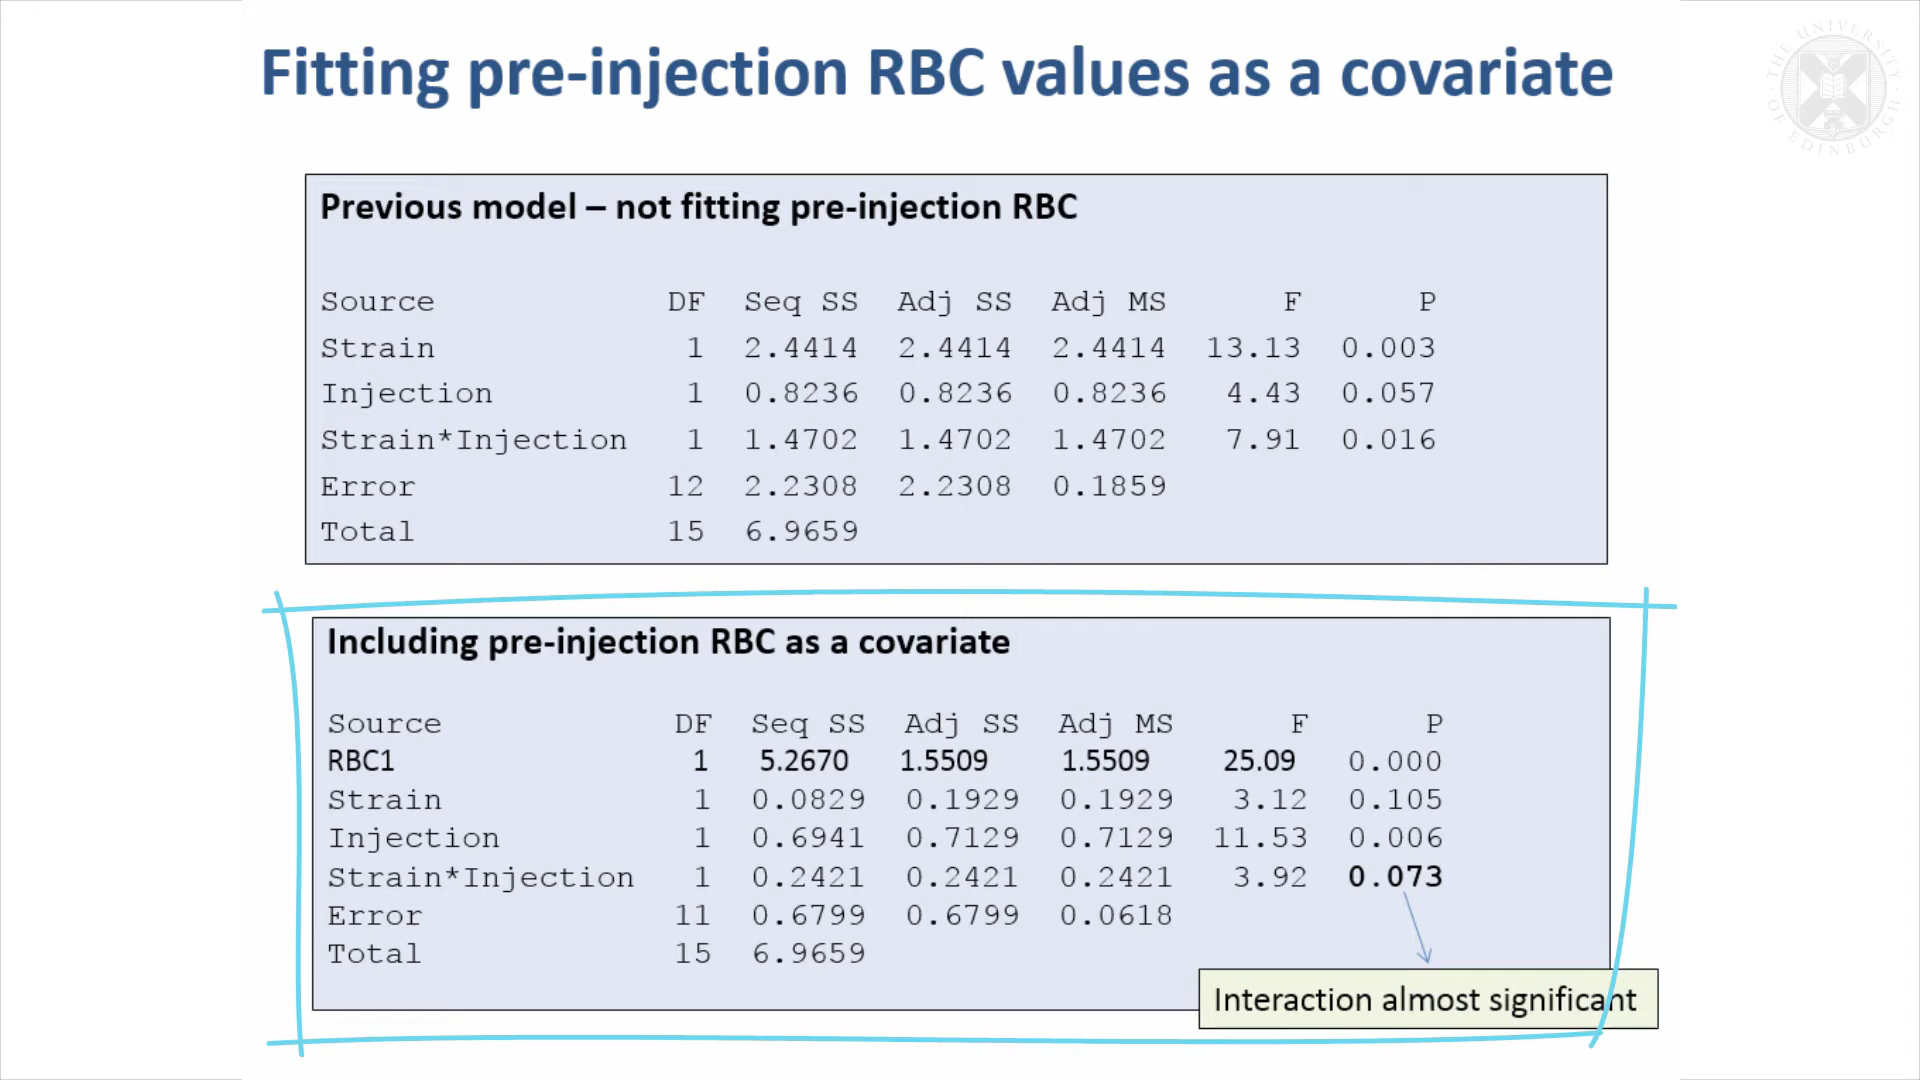 Fitting pre-injection RBC values as a covariate
THE UNIVERSITY OF EDINBURGH
Previous model – not fitting pre-injection RBC
Source DF Seq SS Adj SS Adj MS F P
Strain 1 2.4414 2.4414 2.4414 13.13 0.003
Injection 1 0.8236 0.8236 0.8236 4.43 0.057
Strain*Injection 1 1.4702 1.4702 1.4702 7.91 0.016
Error 12 2.2308 2.2308 0.1859
Total 15 6.9659
Including pre-injection RBC as a covariate
Source DF Seq SS Adj SS Adj MS F P
RBC1 1 5.2670 1.5509 1.5509 25.09 0.000
Strain 1 0.0829 0.1929 0.1929 3.12 0.105
Injection 1 0.6941 0.7129 0.7129 11.53 0.006
Strain*Injection 1 0.2421 0.2421 0.2421 3.92 0.073
Error 11 0.6799 0.6799 0.0618
Total 15 6.9659
Interaction almost significant